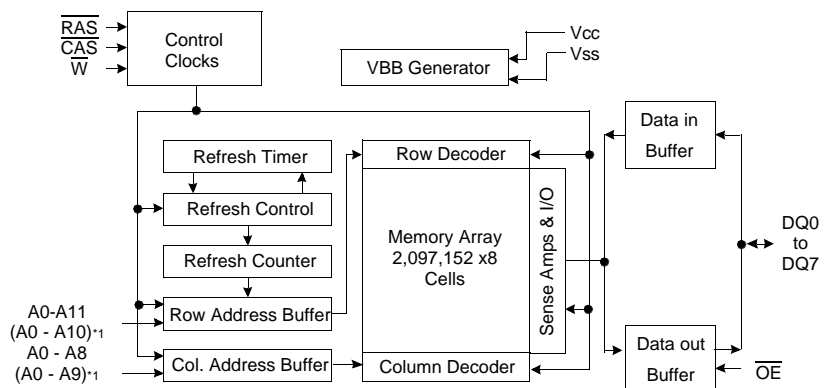 RAS
CAS
W
Control
Clocks
VBB Generator
Vcc
Vss
Refresh Timer
Refresh Control
Refresh Counter
Row Address Buffer
Col. Address Buffer
A0-A11
(A0 - A10)*1
A0 - A8
(A0 - A9)*1
Row Decoder
Memory Array
2,097,152 x8
Cells
Column Decoder
Sense Amps & I/O
Data in
Buffer
DQ0
to
DQ7
Data out
Buffer
OE